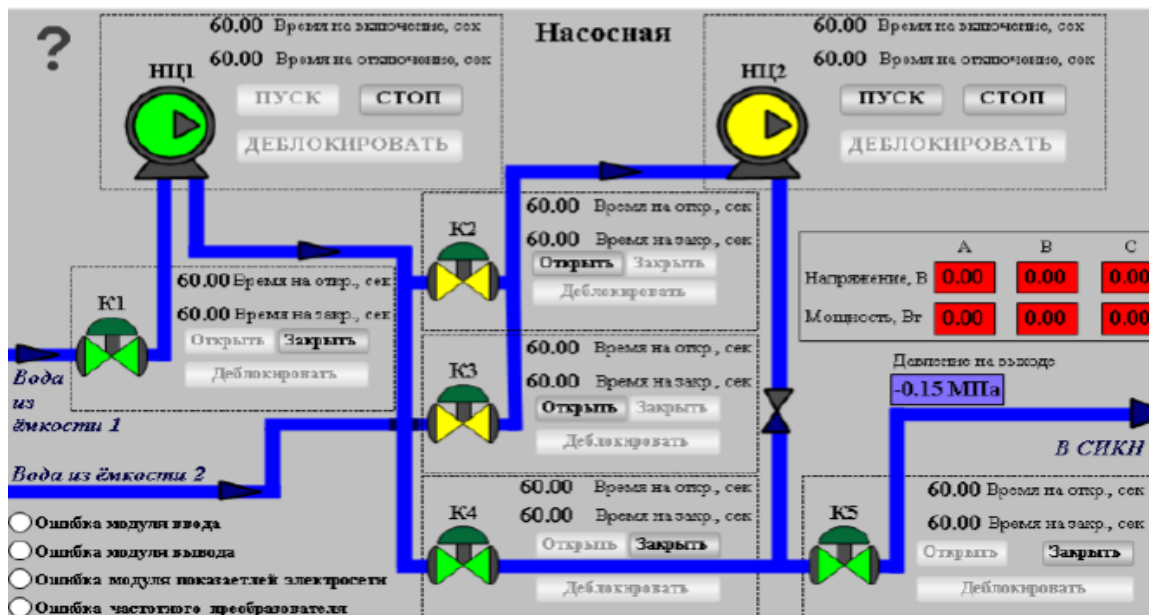 ?
Насосная
НЦ1
60.00 Время на включение, сек
60.00 Время на отключение, сек
ПУСК СТОП
ДЕБЛОКИРОВАТЬ
НЦ2
60.00 Время на включение, сек
60.00 Время на отключение, сек
ПУСК СТОП
ДЕБЛОКИРОВАТЬ
К2
60.00 Время на откр., сек
60.00 Время на закр., сек
Открыть Закрыть
Деблокировать
К1
60.00 Время на откр., сек
60.00 Время на закр., сек
Открыть Закрыть
Деблокировать
А В С
Напряжение, В 0.00 0.00 0.00
Мощность, Вт 0.00 0.00 0.00
К3
60.00 Время на откр., сек
60.00 Время на закр., сек
Открыть Закрыть
Деблокировать
Давление на выходе
-0.15 МПа
Вода
из
ёмкости 1
В СИКН
Вода из ёмкости 2
К4
60.00 Время на откр., сек
60.00 Время на закр., сек
Открыть Закрыть
Деблокировать
К5
60.00 Время на откр., сек
60.00 Время на закр., сек
Открыть Закрыть
Деблокировать
Ошибка модуля ввода
Ошибка модуля вывода
Ошибка модуля показаетлей электросети
Ошибка частотного преобразователя